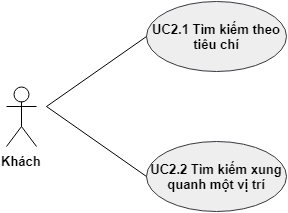 UC2.1 Tìm kiếm theo
tiêu chí
Khách
UC2.2 Tìm kiếm xung
quanh một vị trí